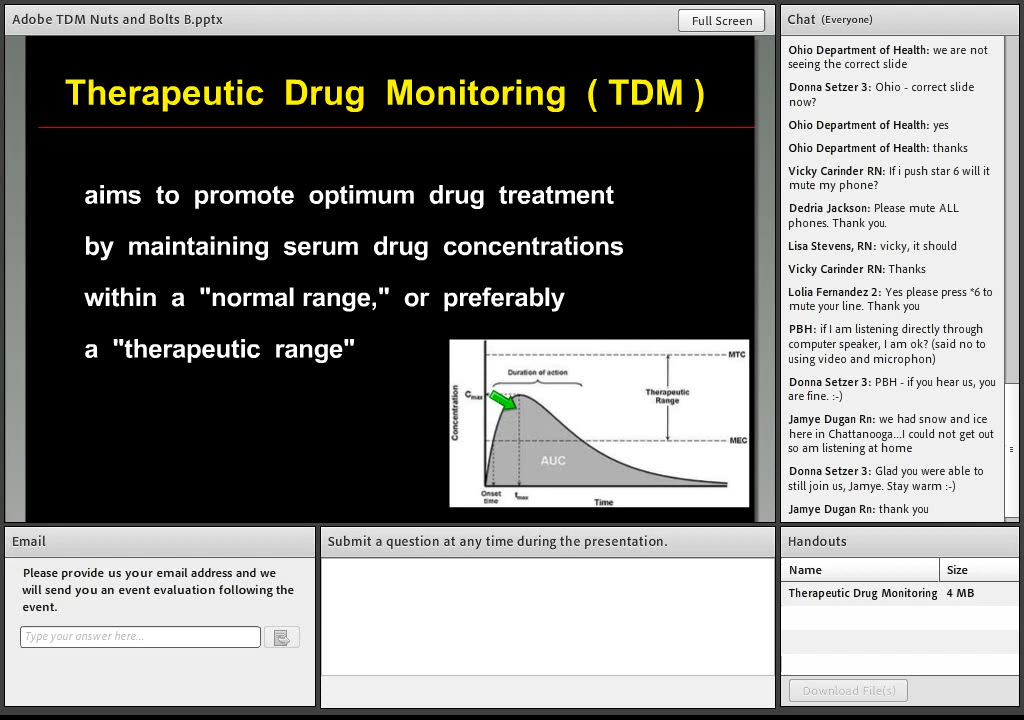 Adobe TDM Nuts and Bolts B.pptx
Full Screen
Therapeutic Drug Monitoring ( TDM )
aims to promote optimum drug treatment
by maintaining serum drug concentrations
within a "normal range," or preferably
a "therapeutic range"
MTC
Duration of action
Cmax
Therapeutic
Range
Concentration
MEC
AUC
Onset
time
tmax
Time
Chat (Everyone)
Ohio Department of Health: we are not
seeing the correct slide
Donna Setzer 3: Ohio - correct slide
now?
Ohio Department of Health: yes
Ohio Department of Health: thanks
Vicky Carinder RN: If i push star 6 will it
mute my phone?
Dedria Jackson: Please mute ALL
phones. Thank you.
Lisa Stevens, RN: vicky, it should
Vicky Carinder RN: Thanks
Lolia Fernandez 2: Yes please press *6 to
mute your line. Thank you
PBH: if I am listening directly through
computer speaker, I am ok? (said no to
using video and microphon)
Donna Setzer 3: PBH - if you hear us, you
are fine. :-)
Jamye Dugan Rn: we had snow and ice
here in Chattanooga...I could not get out
so am listening at home
Donna Setzer 3: Glad you were able to
still join us, Jamye. Stay warm :-)
Jamye Dugan Rn: thank you
Email
Please provide us your email address and we
will send you an event evaluation following the
event.
Type your answer here...
Submit a question at any time during the presentation.
Handouts
Name Size
Therapeutic Drug Monitoring 4 MB
Download File(s)